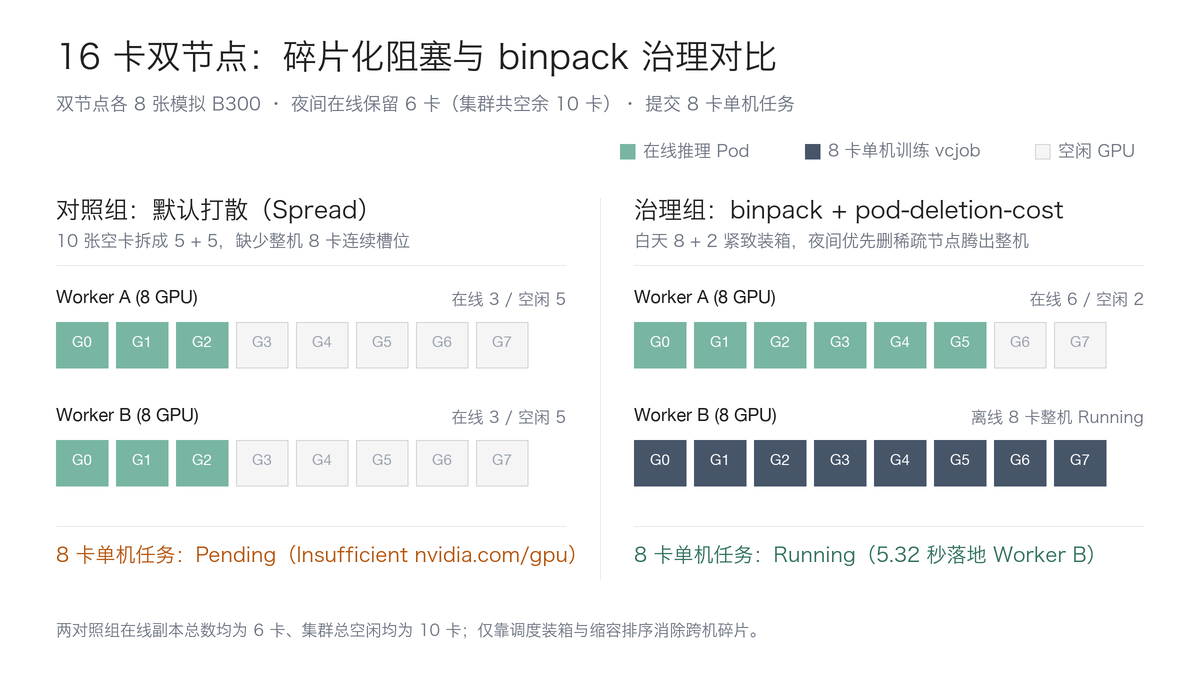 16 卡双节点：碎片化阻塞与 binpack 治理对比
双节点各 8 张模拟 B300 · 夜间在线保留 6 卡（集群共空余 10 卡） · 提交 8 卡单机任务
在线推理 Pod
8 卡单机训练 vcjob
空闲 GPU
对照组：默认打散（Spread）
10 张空卡拆成 5 + 5，缺少整机 8 卡连续槽位
Worker A (8 GPU)
在线 3 / 空闲 5
G0 G1 G2 G3 G4 G5 G6 G7
Worker B (8 GPU)
在线 3 / 空闲 5
G0 G1 G2 G3 G4 G5 G6 G7
8 卡单机任务：Pending（Insufficient nvidia.com/gpu）
治理组：binpack + pod-deletion-cost
白天 8 + 2 紧致装箱，夜间优先删稀疏节点腾出整机
Worker A (8 GPU)
在线 6 / 空闲 2
G0 G1 G2 G3 G4 G5 G6 G7
Worker B (8 GPU)
离线 8 卡整机 Running
G0 G1 G2 G3 G4 G5 G6 G7
8 卡单机任务：Running（5.32 秒落地 Worker B）
两对照组在线副本总数均为 6 卡、集群总空闲均为 10 卡；仅靠调度装箱与缩容排序消除跨机碎片。